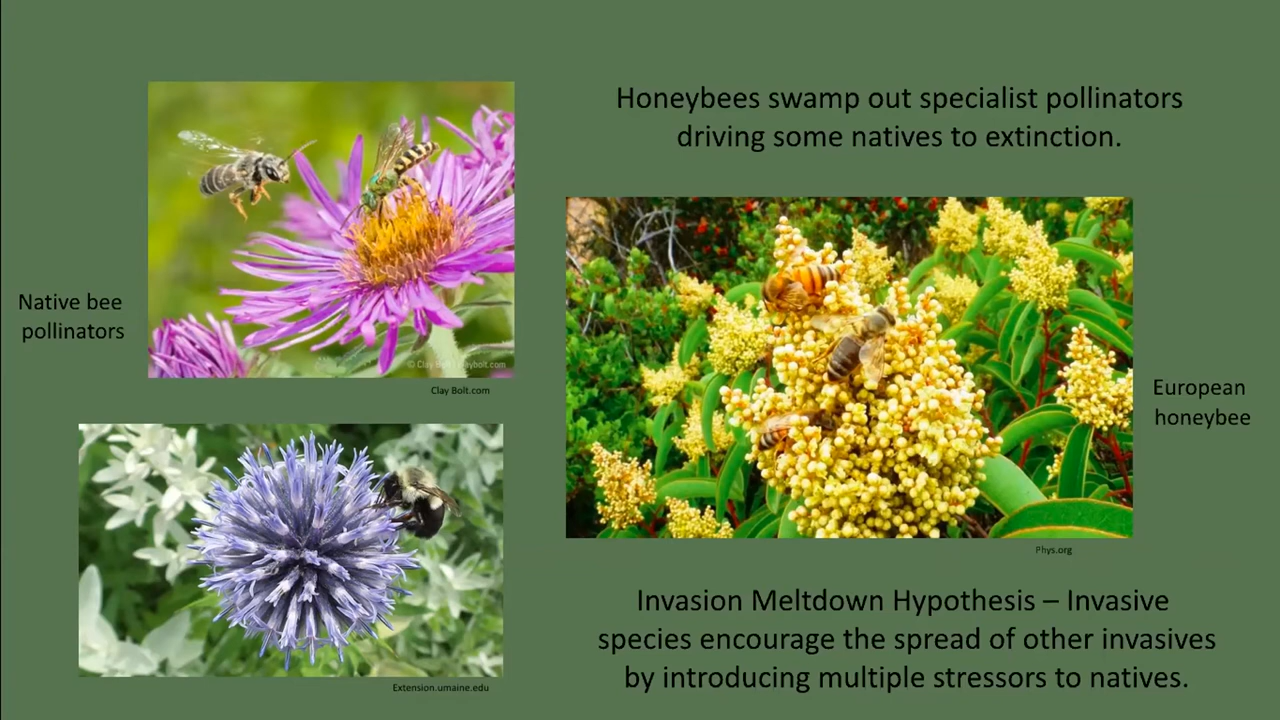 Honeybees swamp out specialist pollinators
driving some natives to extinction.
Native bee
pollinators
Clay Bolt.com
European
honeybee
Phys.org
Extension.umaine.edu
Invasion Meltdown Hypothesis – Invasive
species encourage the spread of other invasives
by introducing multiple stressors to natives.